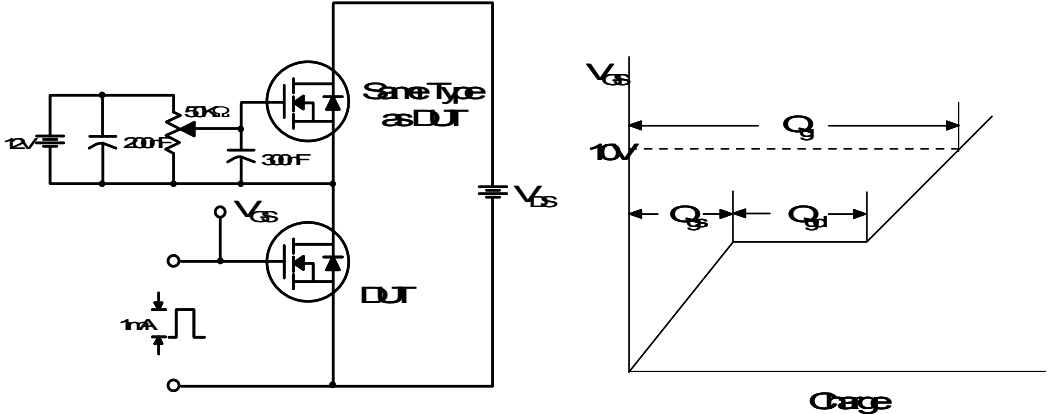 Same Type
as DUT
50KΩ
12V
200nF
300nF
VGS
VDS
DUT
1mA
VGS
Qg
10V
Qgs
Qgd
Charge